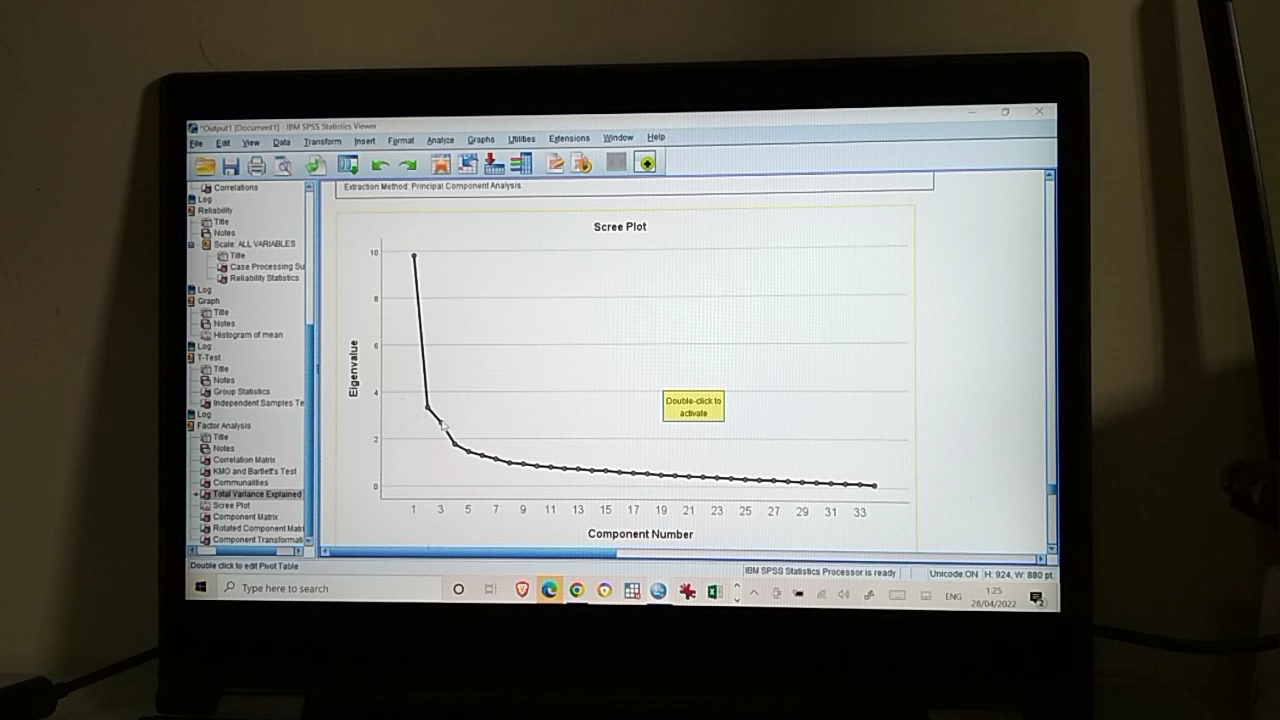 *Output1 [Document1] - IBM SPSS Statistics Viewer
File Edit View Data Transform Insert Format Analyze Graphs Utilities Extensions Window Help
Correlations
Log
Reliability
Title
Notes
Scale: ALL VARIABLES
Title
Case Processing Su
Reliability Statistics
Log
Graph
Title
Notes
Histogram of mean
Log
T-Test
Title
Notes
Group Statistics
Independent Samples Te
Log
Factor Analysis
Title
Notes
Correlation Matrix
KMO and Bartlett's Test
Communalities
Total Variance Explained
Scree Plot
Component Matrix
Rotated Component Matri
Component Transformati
Extraction Method: Principal Component Analysis.
Scree Plot
Eigenvalue
10
8
6
4
2
0
Double-click to
activate
1 3 5 7 9 11 13 15 17 19 21 23 25 27 29 31 33
Component Number
Double click to edit Pivot Table
IBM SPSS Statistics Processor is ready
Unicode:ON H: 924, W: 880 pt.
Type here to search
ENG
1:25
28/04/2022
2